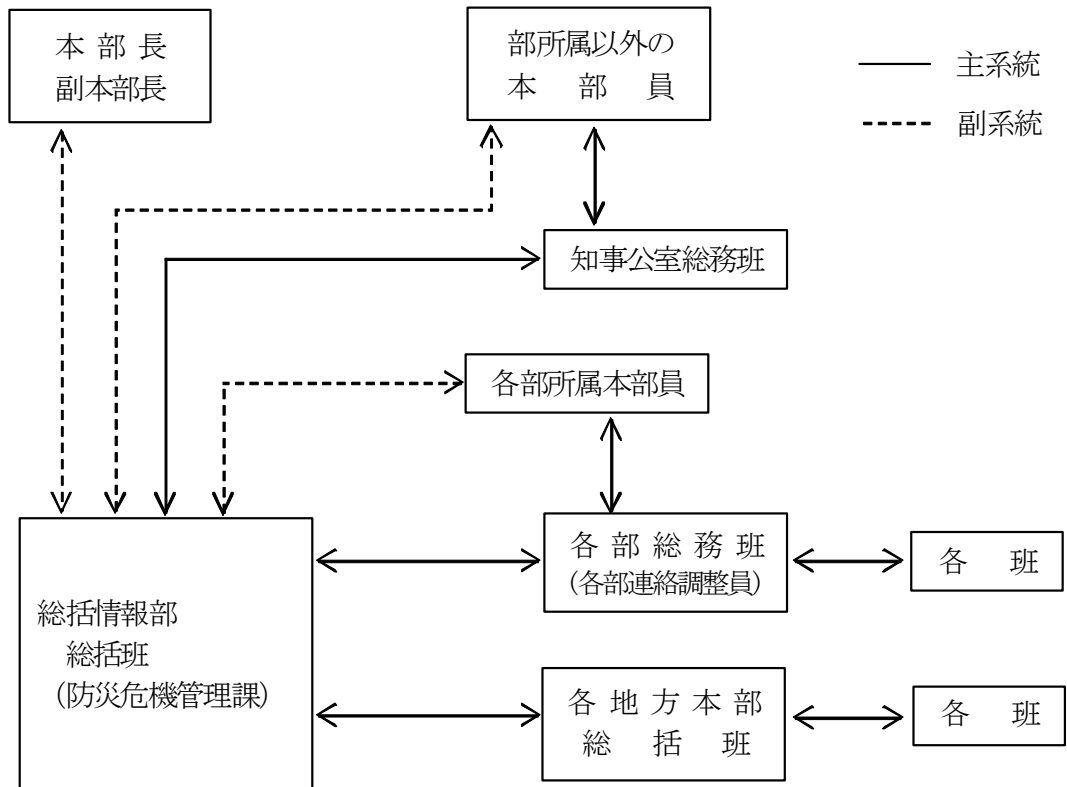 本部長
副本部長
部所属以外の
本部員
主系統
副系統
知事公室総務班
各部所属本部員
各部総務班
(各部連絡調整員)
各班
総括情報部
総括班
(防災危機管理課)
各地方本部
総括班
各班